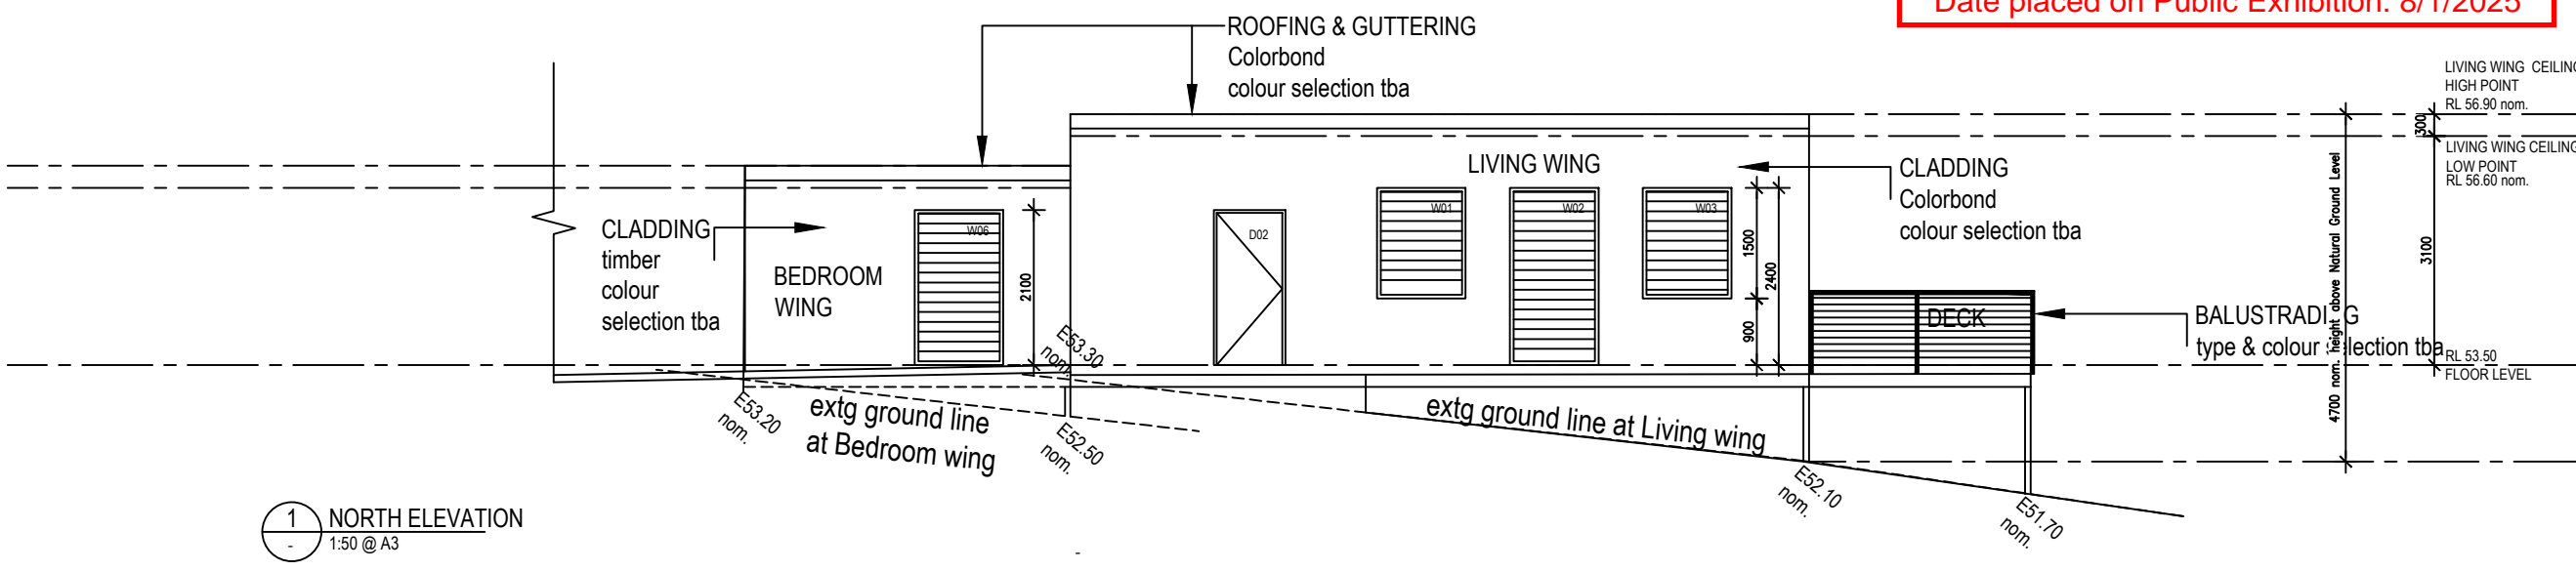 Date placed on Public Exhibition: 8/1/2025
ROOFING & GUTTERING
Colorbond
colour selection tba
LIVING WING CEILING
HIGH POINT
RL 56.90 nom.
300
LIVING WING CEILING
LOW POINT
RL 56.60 nom.
LIVING WING
CLADDING
Colorbond
colour selection tba
CLADDING
timber
colour
selection tba
BEDROOM
WING
W06
2100
D02
W01
W02
W03
1500
2400
900
3100
4700 nom. height above Natural Ground Level
DECK
BALUSTRADING
type & colour selection tba
RL 53.50
FLOOR LEVEL
E53.30
nom.
E53.20
nom.
extg ground line
at Bedroom wing
E52.50
nom.
extg ground line at Living wing
E52.10
nom.
E51.70
nom.
1
-
NORTH ELEVATION
1:50 @ A3
-